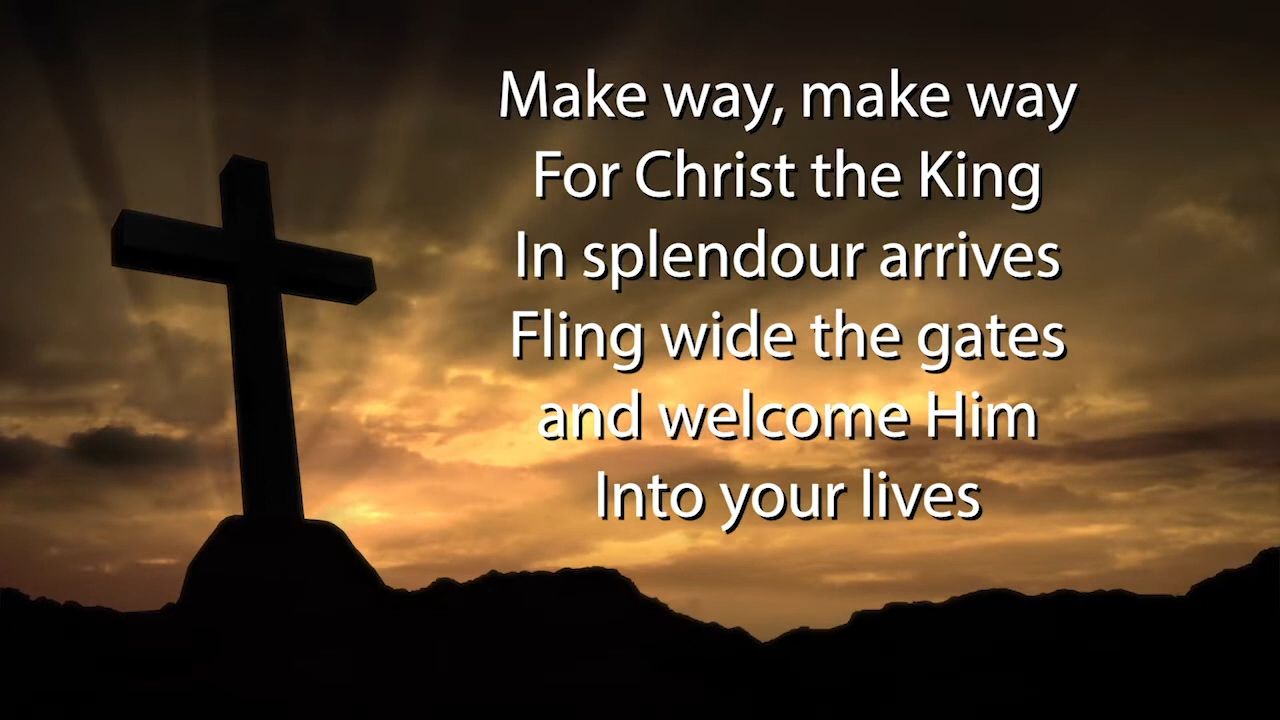 Make way, make way
For Christ the King
In splendour arrives
Fling wide the gates
and welcome Him
Into your lives